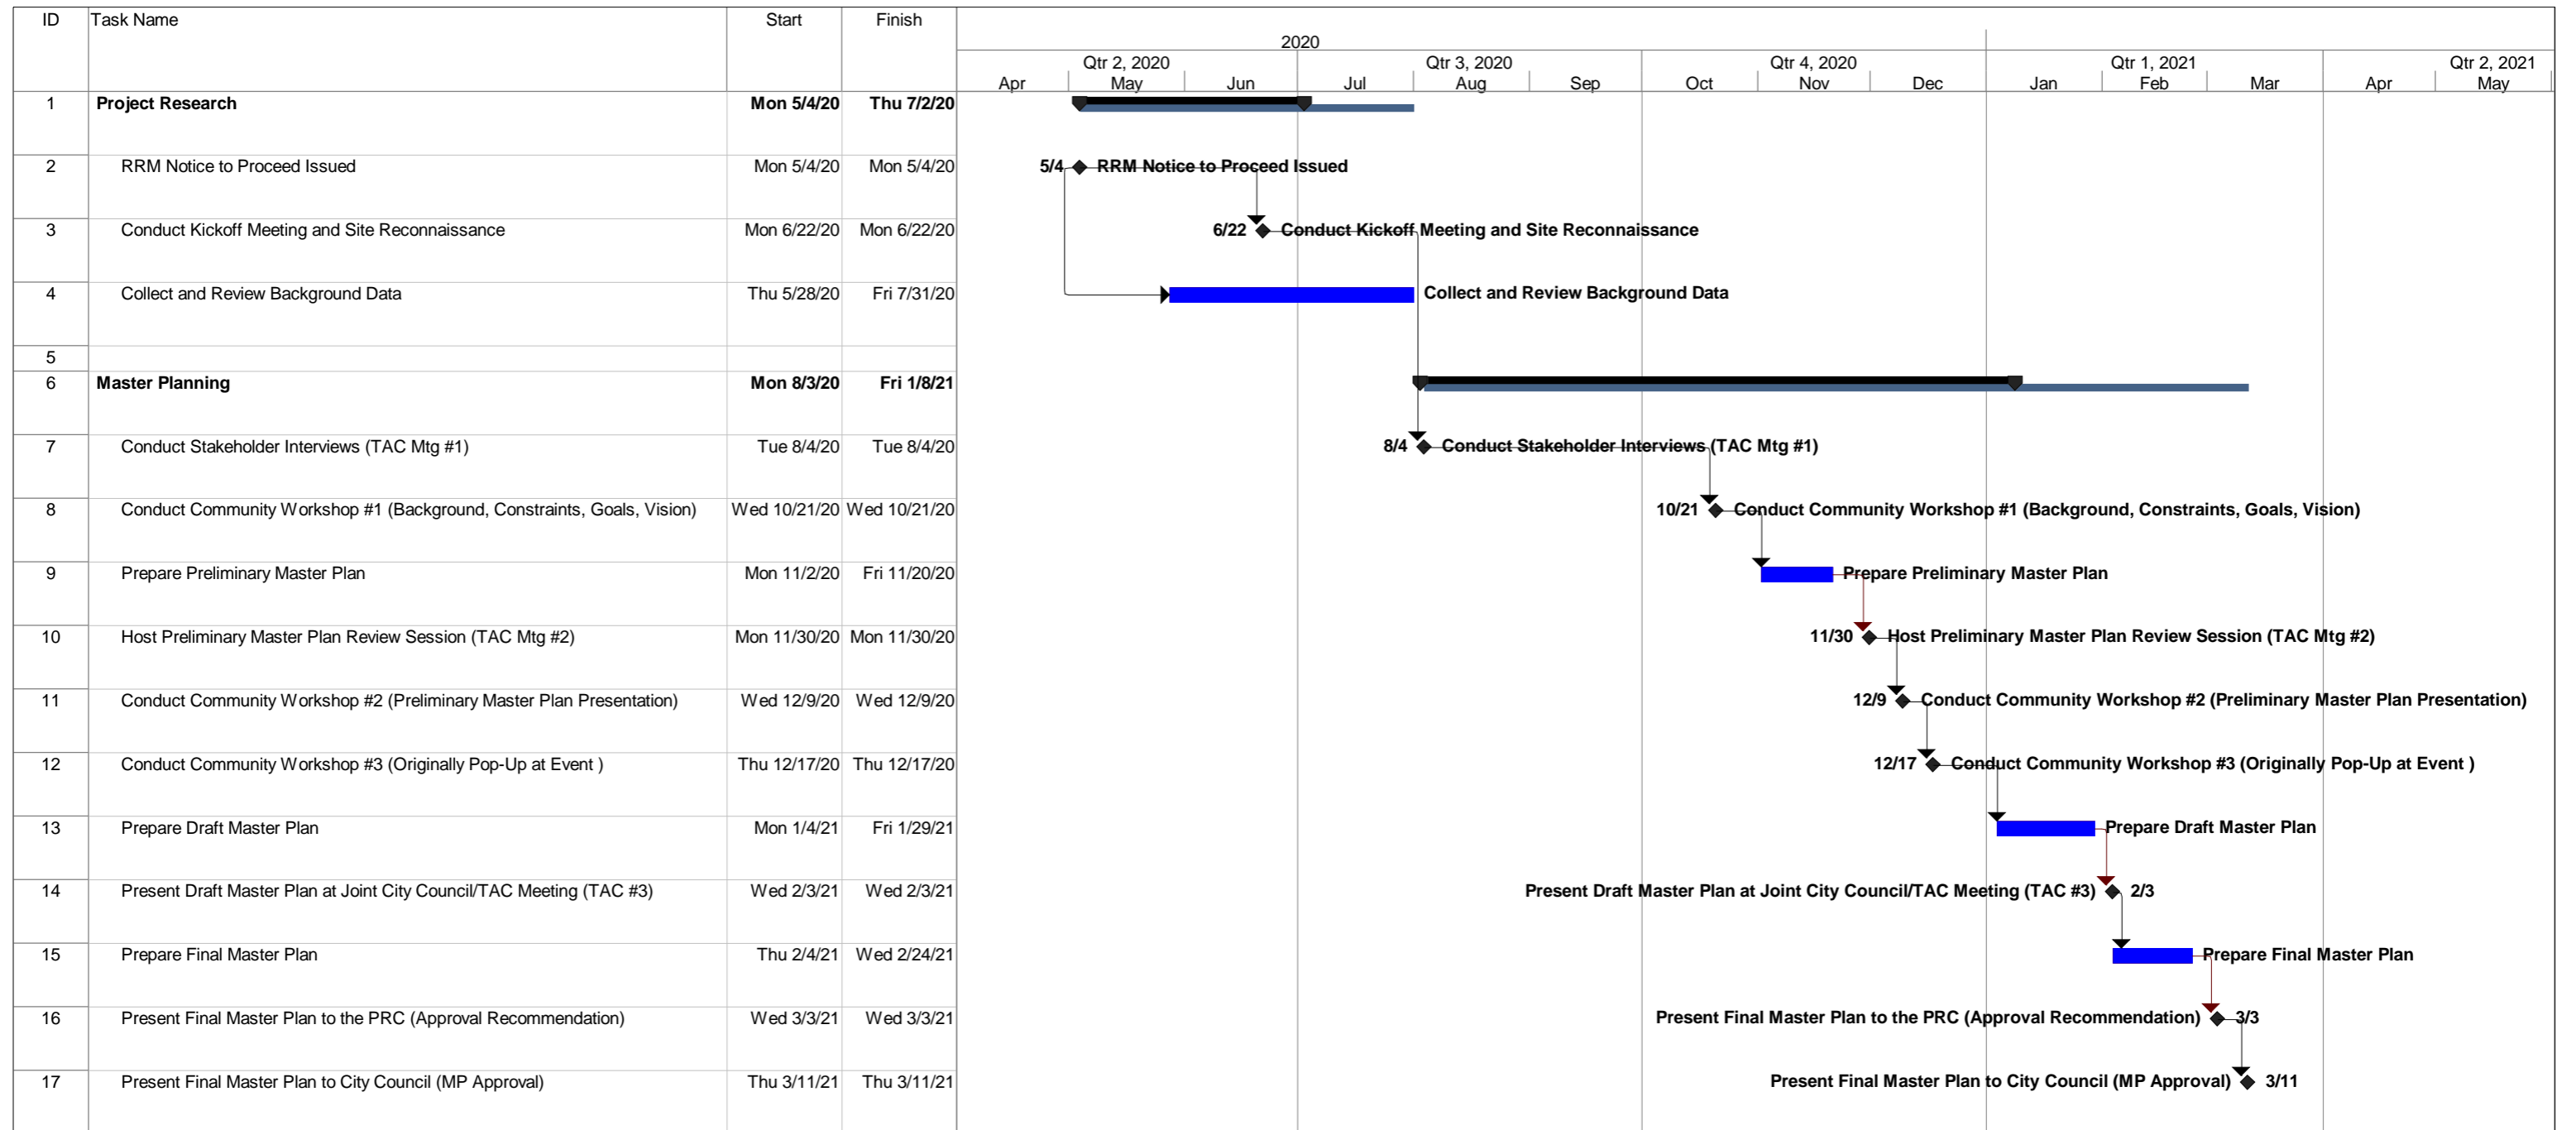 ID Task Name Start Finish
2020
Qtr 2, 2020 Qtr 3, 2020 Qtr 4, 2020 Qtr 1, 2021 Qtr 2, 2021
Apr May Jun Jul Aug Sep Oct Nov Dec Jan Feb Mar Apr May
1 Project Research Mon 5/4/20 Thu 7/2/20
2 RRM Notice to Proceed Issued Mon 5/4/20 Mon 5/4/20 5/4 RRM Notice to Proceed Issued
3 Conduct Kickoff Meeting and Site Reconnaissance Mon 6/22/20 Mon 6/22/20 6/22 Conduct Kickoff Meeting and Site Reconnaissance
4 Collect and Review Background Data Thu 5/28/20 Fri 7/31/20 Collect and Review Background Data
5
6 Master Planning Mon 8/3/20 Fri 1/8/21
7 Conduct Stakeholder Interviews (TAC Mtg #1) Tue 8/4/20 Tue 8/4/20 8/4 Conduct Stakeholder Interviews (TAC Mtg #1)
8 Conduct Community Workshop #1 (Background, Constraints, Goals, Vision) Wed 10/21/20 Wed 10/21/20 10/21 Conduct Community Workshop #1 (Background, Constraints, Goals, Vision)
9 Prepare Preliminary Master Plan Mon 11/2/20 Fri 11/20/20 Prepare Preliminary Master Plan
10 Host Preliminary Master Plan Review Session (TAC Mtg #2) Mon 11/30/20 Mon 11/30/20 11/30 Host Preliminary Master Plan Review Session (TAC Mtg #2)
11 Conduct Community Workshop #2 (Preliminary Master Plan Presentation) Wed 12/9/20 Wed 12/9/20 12/9 Conduct Community Workshop #2 (Preliminary Master Plan Presentation)
12 Conduct Community Workshop #3 (Originally Pop-Up at Event ) Thu 12/17/20 Thu 12/17/20 12/17 Conduct Community Workshop #3 (Originally Pop-Up at Event )
13 Prepare Draft Master Plan Mon 1/4/21 Fri 1/29/21 Prepare Draft Master Plan
14 Present Draft Master Plan at Joint City Council/TAC Meeting (TAC #3) Wed 2/3/21 Wed 2/3/21 Present Draft Master Plan at Joint City Council/TAC Meeting (TAC #3) 2/3
15 Prepare Final Master Plan Thu 2/4/21 Wed 2/24/21 Prepare Final Master Plan
16 Present Final Master Plan to the PRC (Approval Recommendation) Wed 3/3/21 Wed 3/3/21 Present Final Master Plan to the PRC (Approval Recommendation) 3/3
17 Present Final Master Plan to City Council (MP Approval) Thu 3/11/21 Thu 3/11/21 Present Final Master Plan to City Council (MP Approval) 3/11